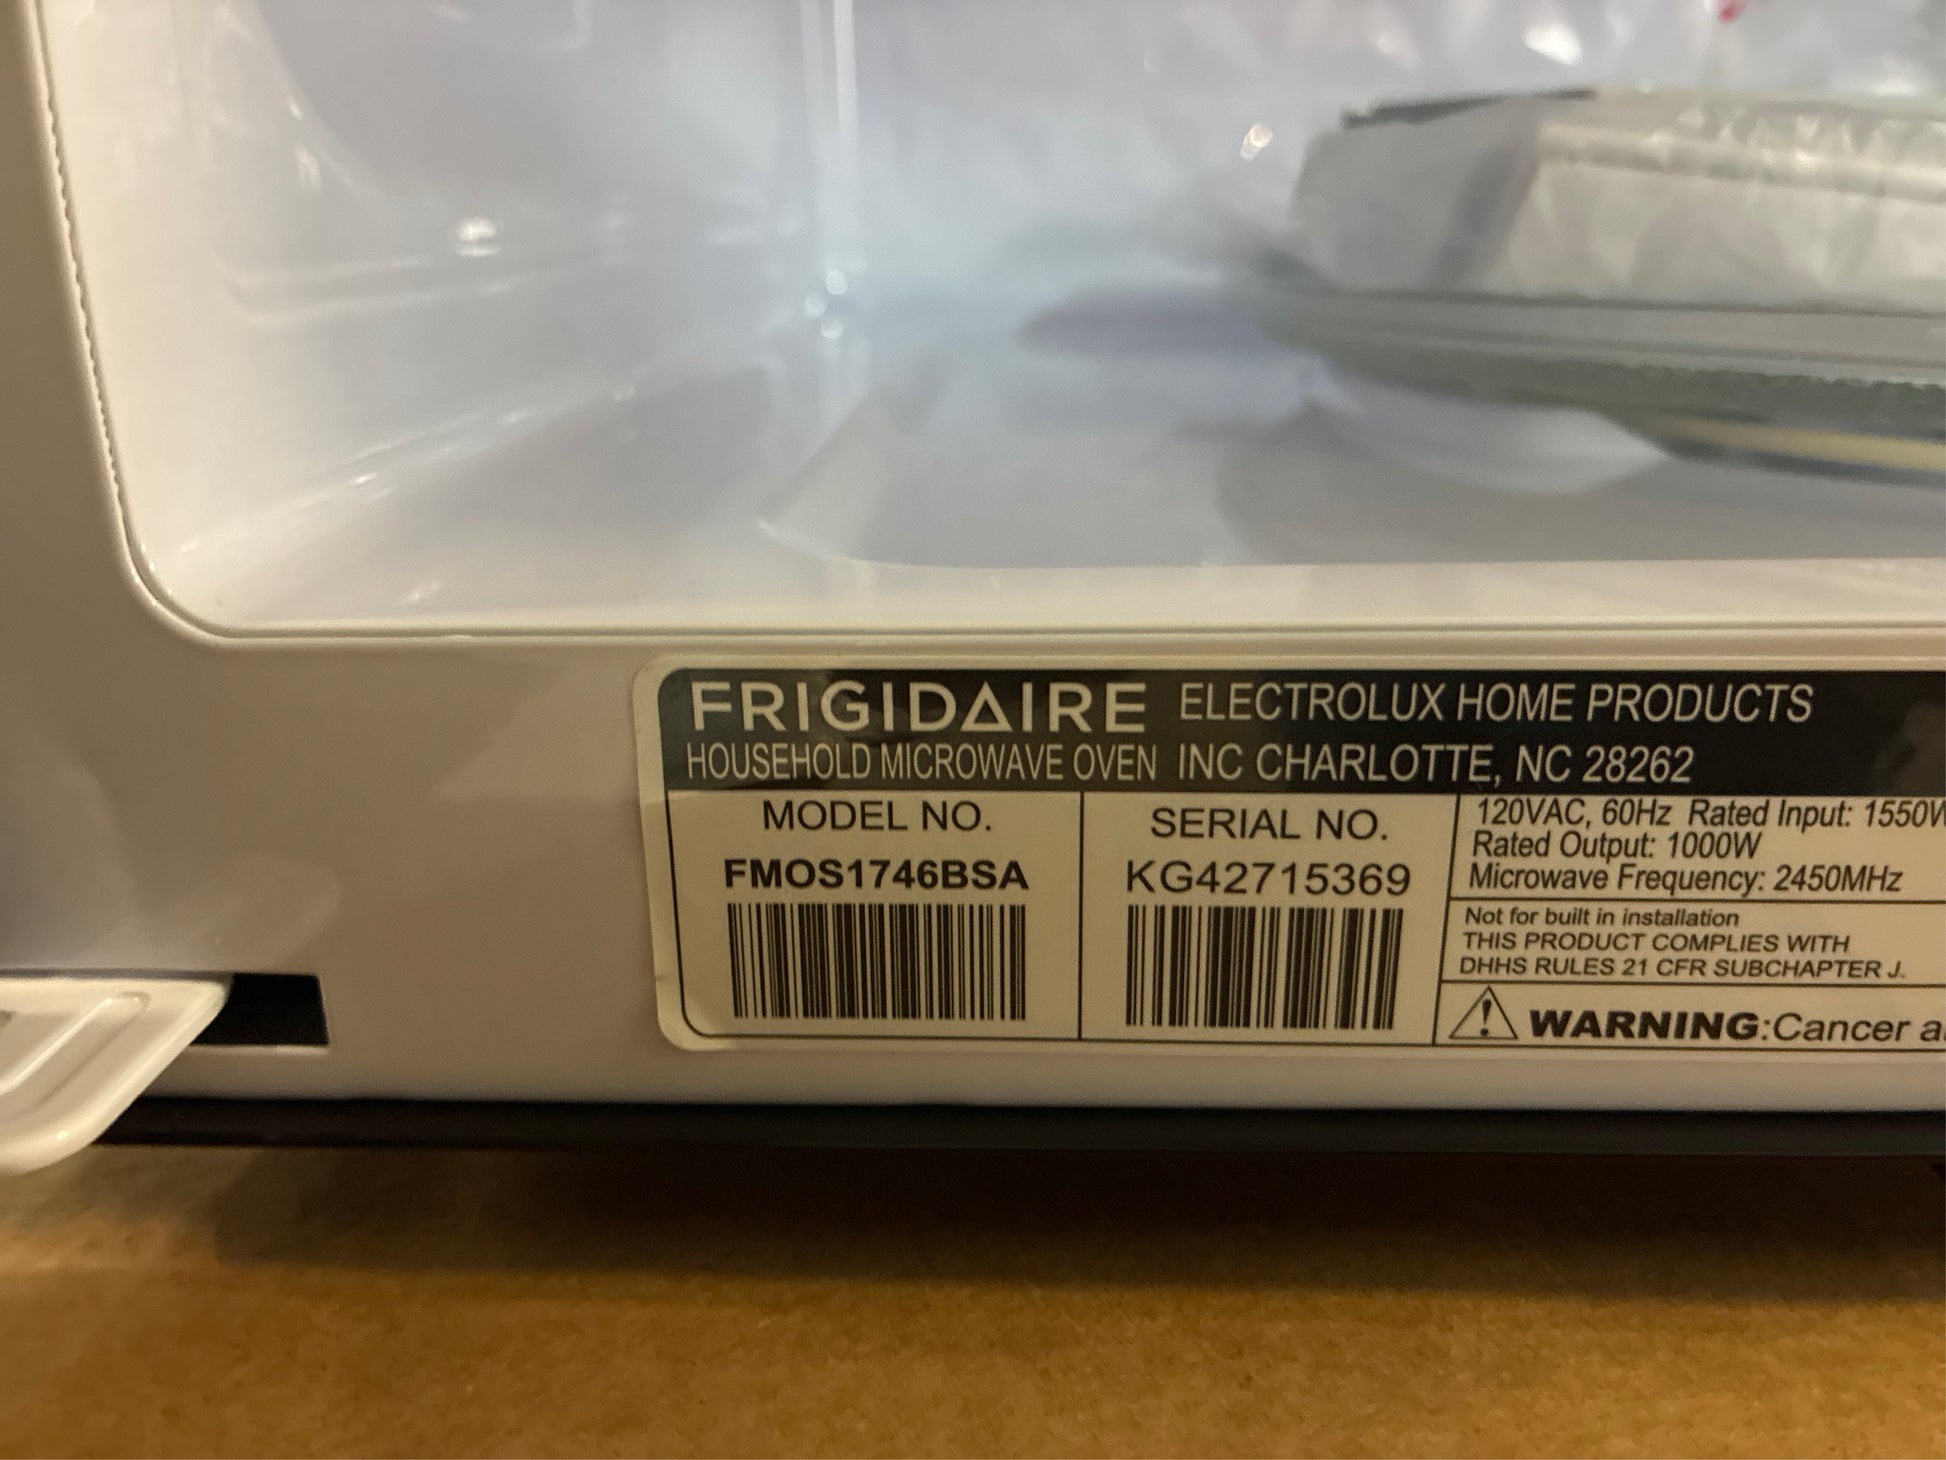 FRIGIDAIRE ELECTROLUX HOME PRODUCTS
HOUSEHOLD MICROWAVE OVEN INC CHARLOTTE, NC 28262
MODEL NO.
FMOS1746BSA
SERIAL NO.
KG42715369
120VAC, 60Hz Rated Input: 1550W
Rated Output: 1000W
Microwave Frequency: 2450MHz
Not for built in installation
THIS PRODUCT COMPLIES WITH
DHHS RULES 21 CFR SUBCHAPTER J.
WARNING:Cancer